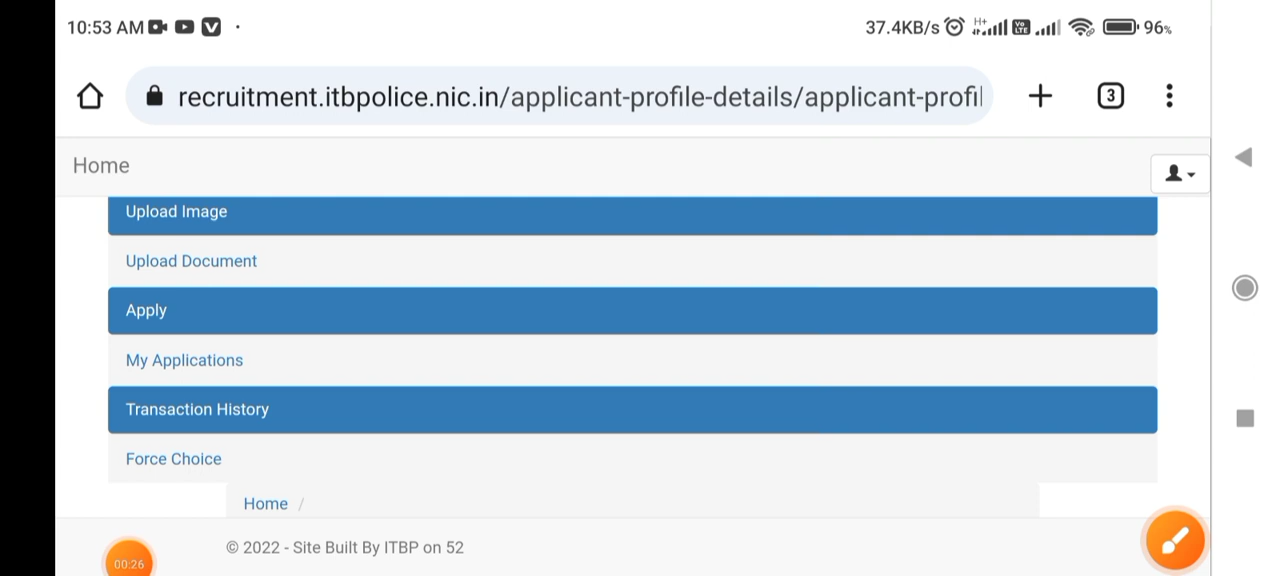 10:53 AM
37.4KB/s H+ Vo LTE 96%
recruitment.itbpolice.nic.in/applicant-profile-details/applicant-profil
3
Home
Upload Image
Upload Document
Apply
My Applications
Transaction History
Force Choice
Home /
© 2022 - Site Built By ITBP on 52
00:26